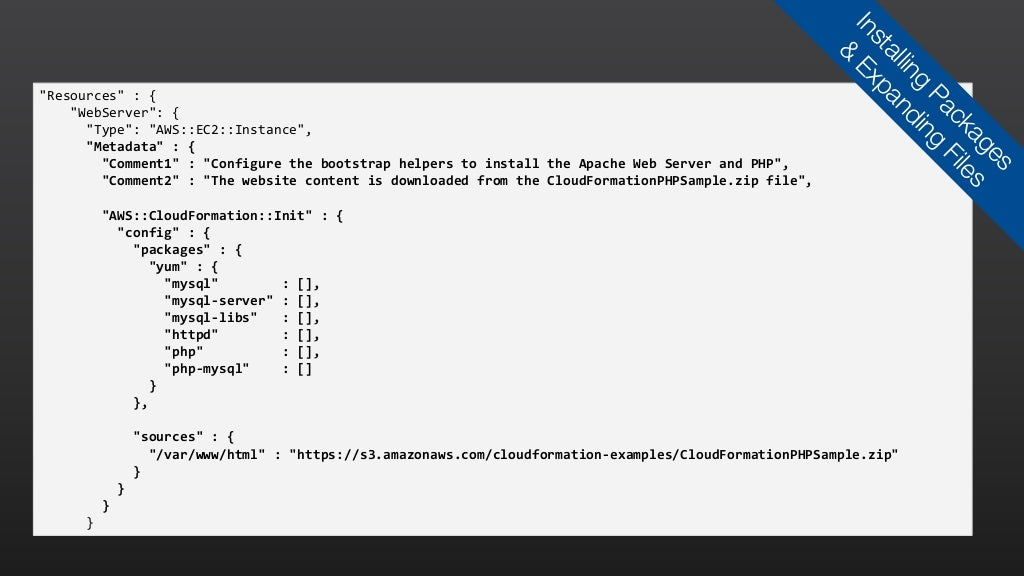 Installing Packages
& Expanding Files
"Resources" : {
    "WebServer": {
      "Type": "AWS::EC2::Instance",
      "Metadata" : {
        "Comment1" : "Configure the bootstrap helpers to install the Apache Web Server and PHP",
        "Comment2" : "The website content is downloaded from the CloudFormationPHPSample.zip file",

        "AWS::CloudFormation::Init" : {
          "config" : {
            "packages" : {
              "yum" : {
                "mysql"        : [],
                "mysql-server" : [],
                "mysql-libs"   : [],
                "httpd"        : [],
                "php"          : [],
                "php-mysql"    : []
              }
            },

            "sources" : {
              "/var/www/html" : "https://s3.amazonaws.com/cloudformation-examples/CloudFormationPHPSample.zip"
            }
          }
        }
      }